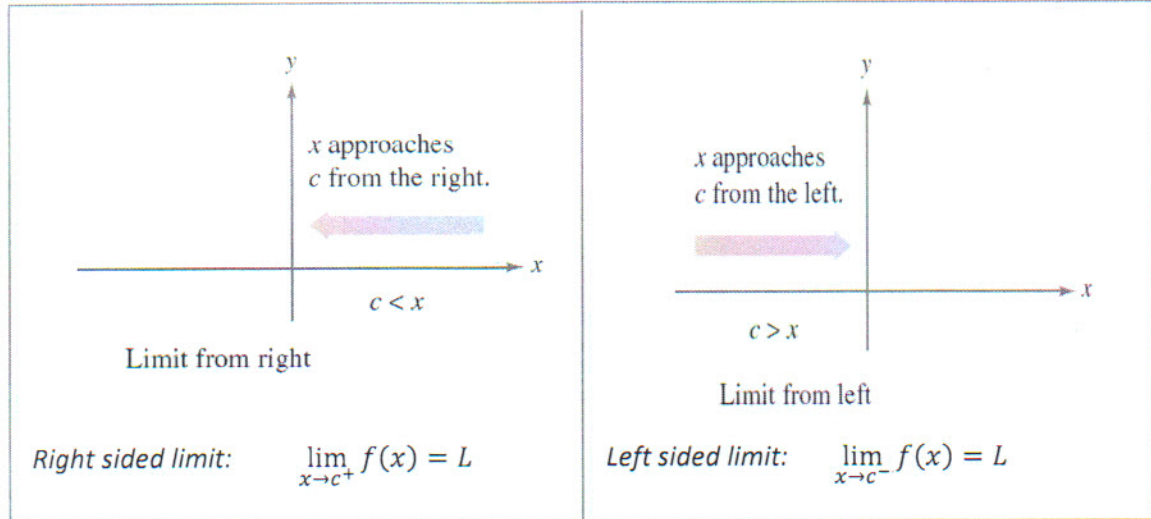 y
x approaches
c from the right.
x
c < x
Limit from right
Right sided limit: lim x→c⁺ f(x) = L
y
x approaches
c from the left.
x
c > x
Limit from left
Left sided limit: lim x→c⁻ f(x) = L